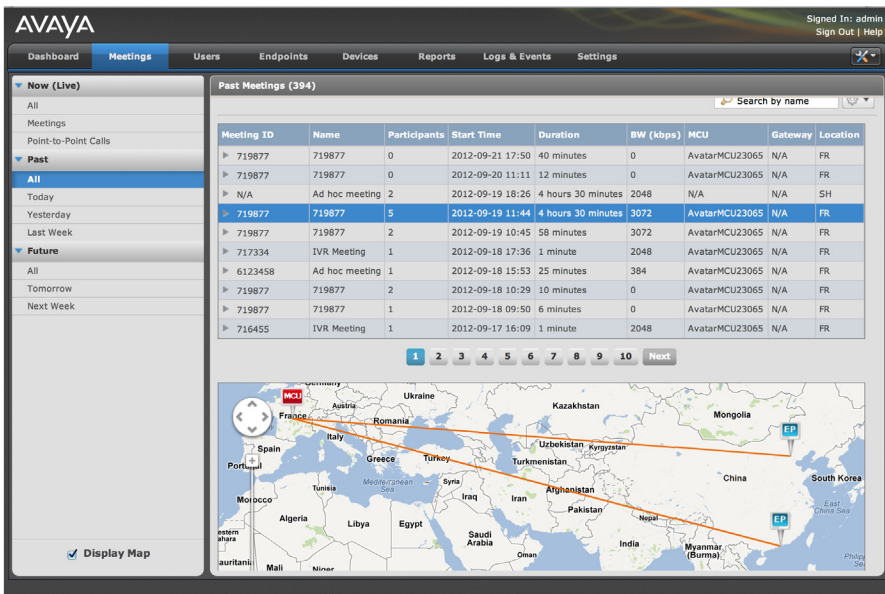 AVAYA
Signed In: admin
Sign Out | Help
Dashboard Meetings Users Endpoints Devices Reports Logs & Events Settings
Now (Live)
All
Meetings
Point-to-Point Calls
Past
All
Today
Yesterday
Last Week
Future
All
Tomorrow
Next Week
Display Map
Past Meetings (394)
Search by name
Meeting ID Name Participants Start Time Duration BW (kbps) MCU Gateway Location
719877 719877 0 2012-09-21 17:50 40 minutes 0 AvatarMCU23065 N/A FR
719877 719877 0 2012-09-20 11:11 12 minutes 0 AvatarMCU23065 N/A FR
N/A Ad hoc meeting 2 2012-09-19 18:26 4 hours 30 minutes 2048 N/A N/A SH
719877 719877 5 2012-09-19 11:44 4 hours 30 minutes 3072 AvatarMCU23065 N/A FR
719877 719877 2 2012-09-19 10:45 58 minutes 3072 AvatarMCU23065 N/A FR
717334 IVR Meeting 1 2012-09-18 17:36 1 minute 2048 AvatarMCU23065 N/A FR
6123458 Ad hoc meeting 1 2012-09-18 15:53 25 minutes 384 AvatarMCU23065 N/A FR
719877 719877 2 2012-09-18 10:29 10 minutes 0 AvatarMCU23065 N/A FR
719877 719877 1 2012-09-18 09:50 6 minutes 0 AvatarMCU23065 N/A FR
716455 IVR Meeting 1 2012-09-17 16:09 1 minute 2048 AvatarMCU23065 N/A FR
1 2 3 4 5 6 7 8 9 10 Next
Germany
MCU
Ukraine
Austria
Kazakhstan
France
Romania
Mongolia
EP
Italy
Uzbekistan
Kyrgyzstan
Spain
Greece
Turkey
Turkmenistan
Portugal
China
South Korea
Mediterranean
Sea
Syria
Tunisia
Afghanistan
Morocco
Iraq
Iran
East
China Sea
Pakistan
Algeria
Libya
Egypt
Nepal
EP
Saudi
Arabia
India
Myanmar
(Burma)
Oman
Mali
Niger